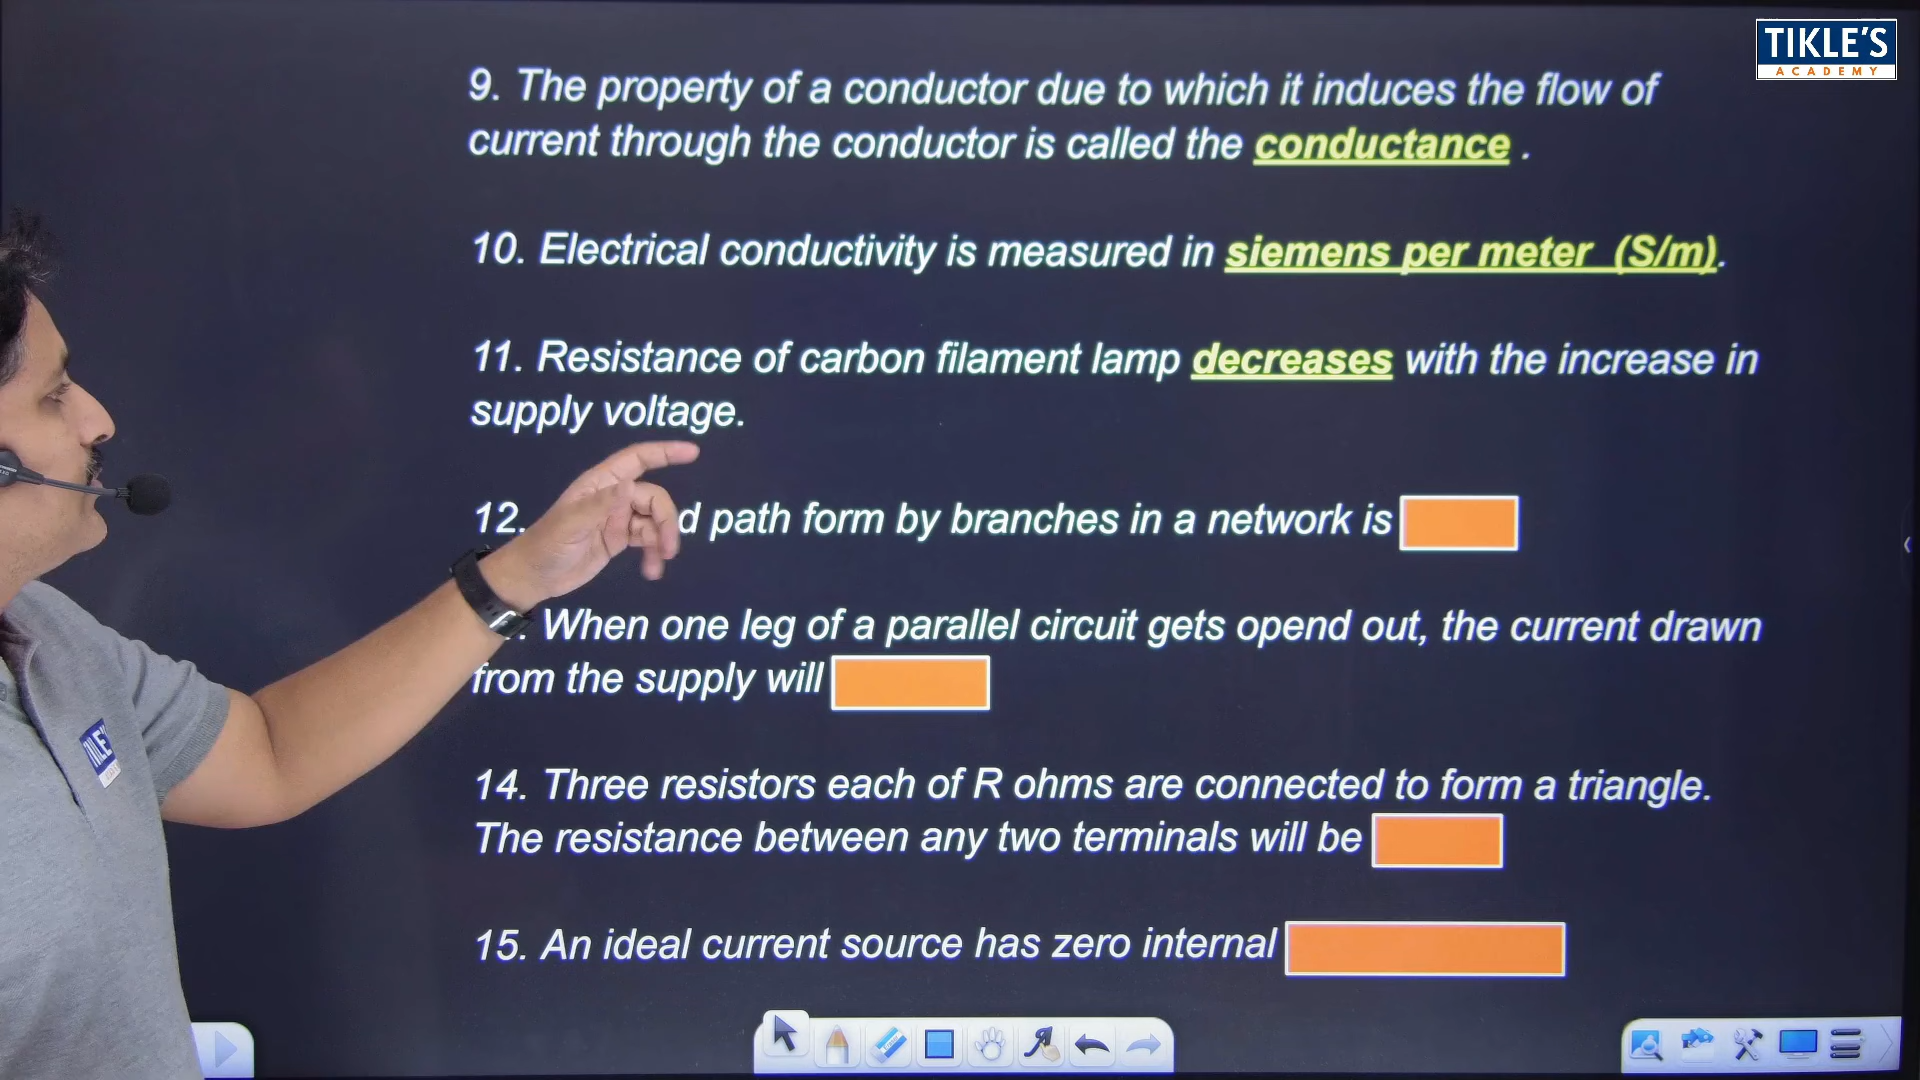 TIKLE'S
ACADEMY
9. The property of a conductor due to which it induces the flow of
current through the conductor is called the conductance .
10. Electrical conductivity is measured in siemens per meter (S/m).
11. Resistance of carbon filament lamp decreases with the increase in
supply voltage.
12. d path form by branches in a network is
. When one leg of a parallel circuit gets opend out, the current drawn
from the supply will
14. Three resistors each of R ohms are connected to form a triangle.
The resistance between any two terminals will be
15. An ideal current source has zero internal